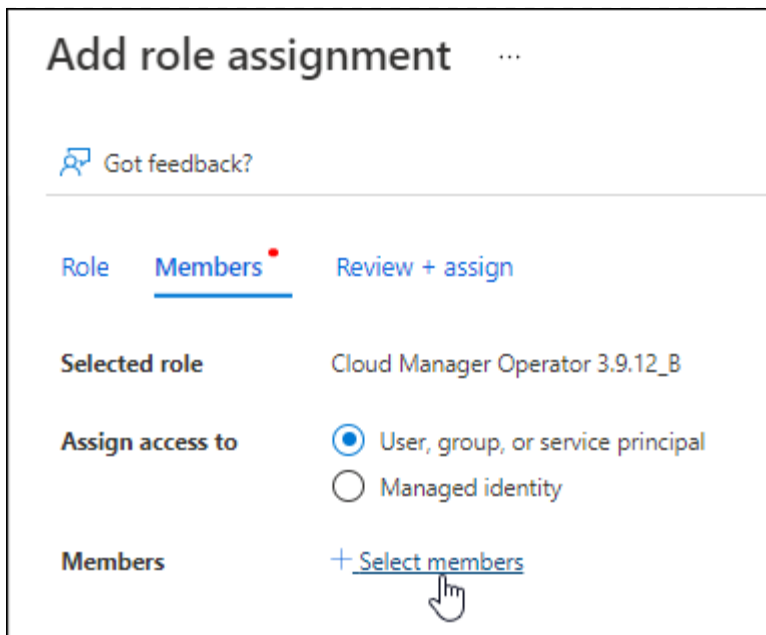 Add role assignment ...
Got feedback?
Role Members Review + assign
Selected role Cloud Manager Operator 3.9.12_B
Assign access to User, group, or service principal
Managed identity
Members + Select members